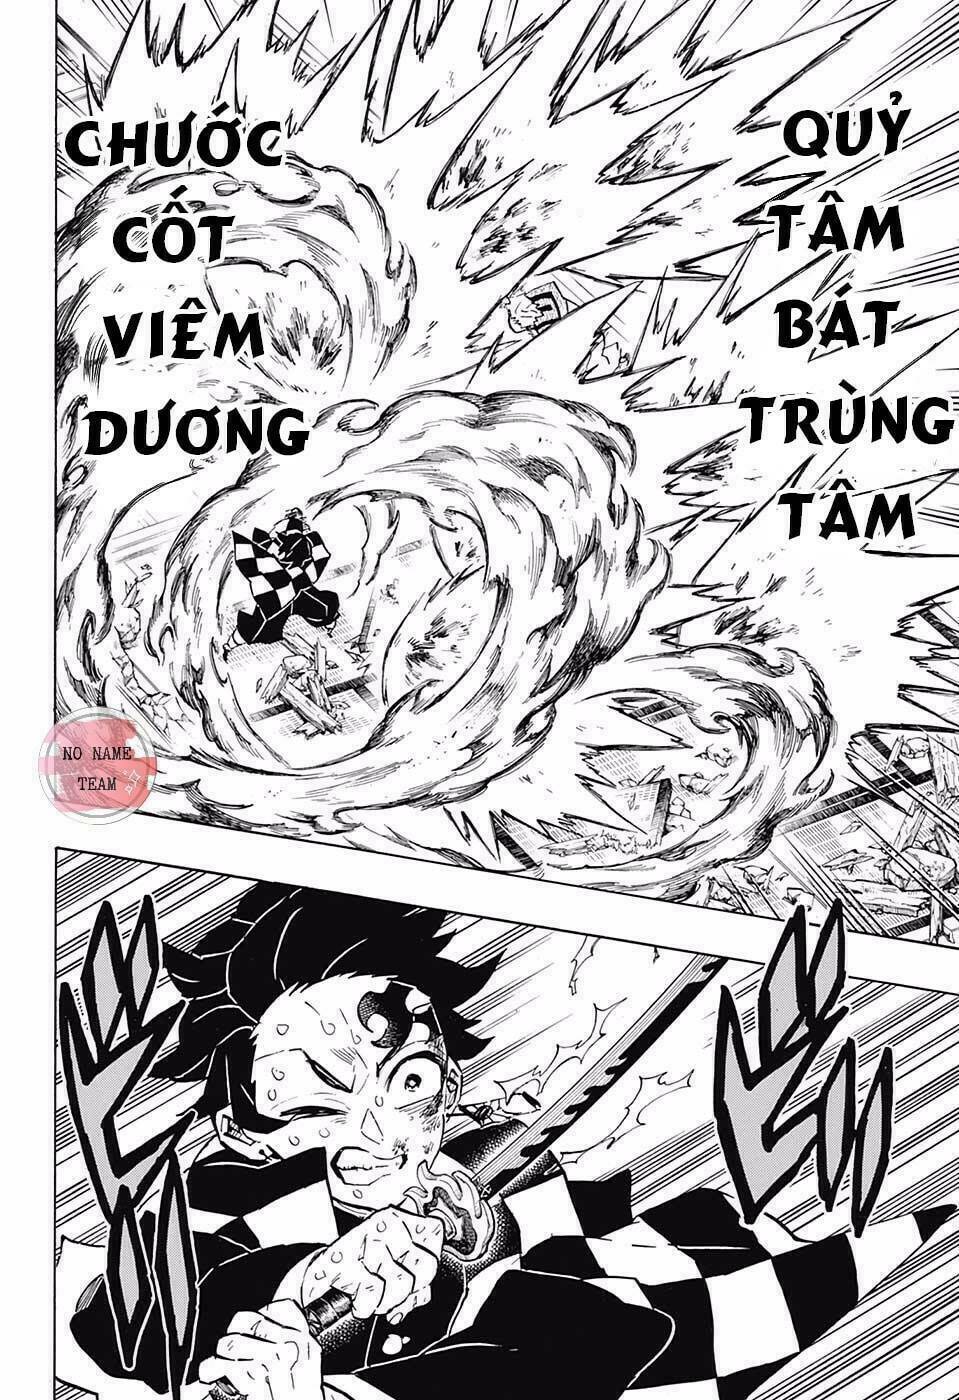 QUỶ
TÂM
BÁT
TRÙNG
TÂM
CHƯỚC
CỐT
VIÊM
DƯƠNG
NO NAME
TEAM